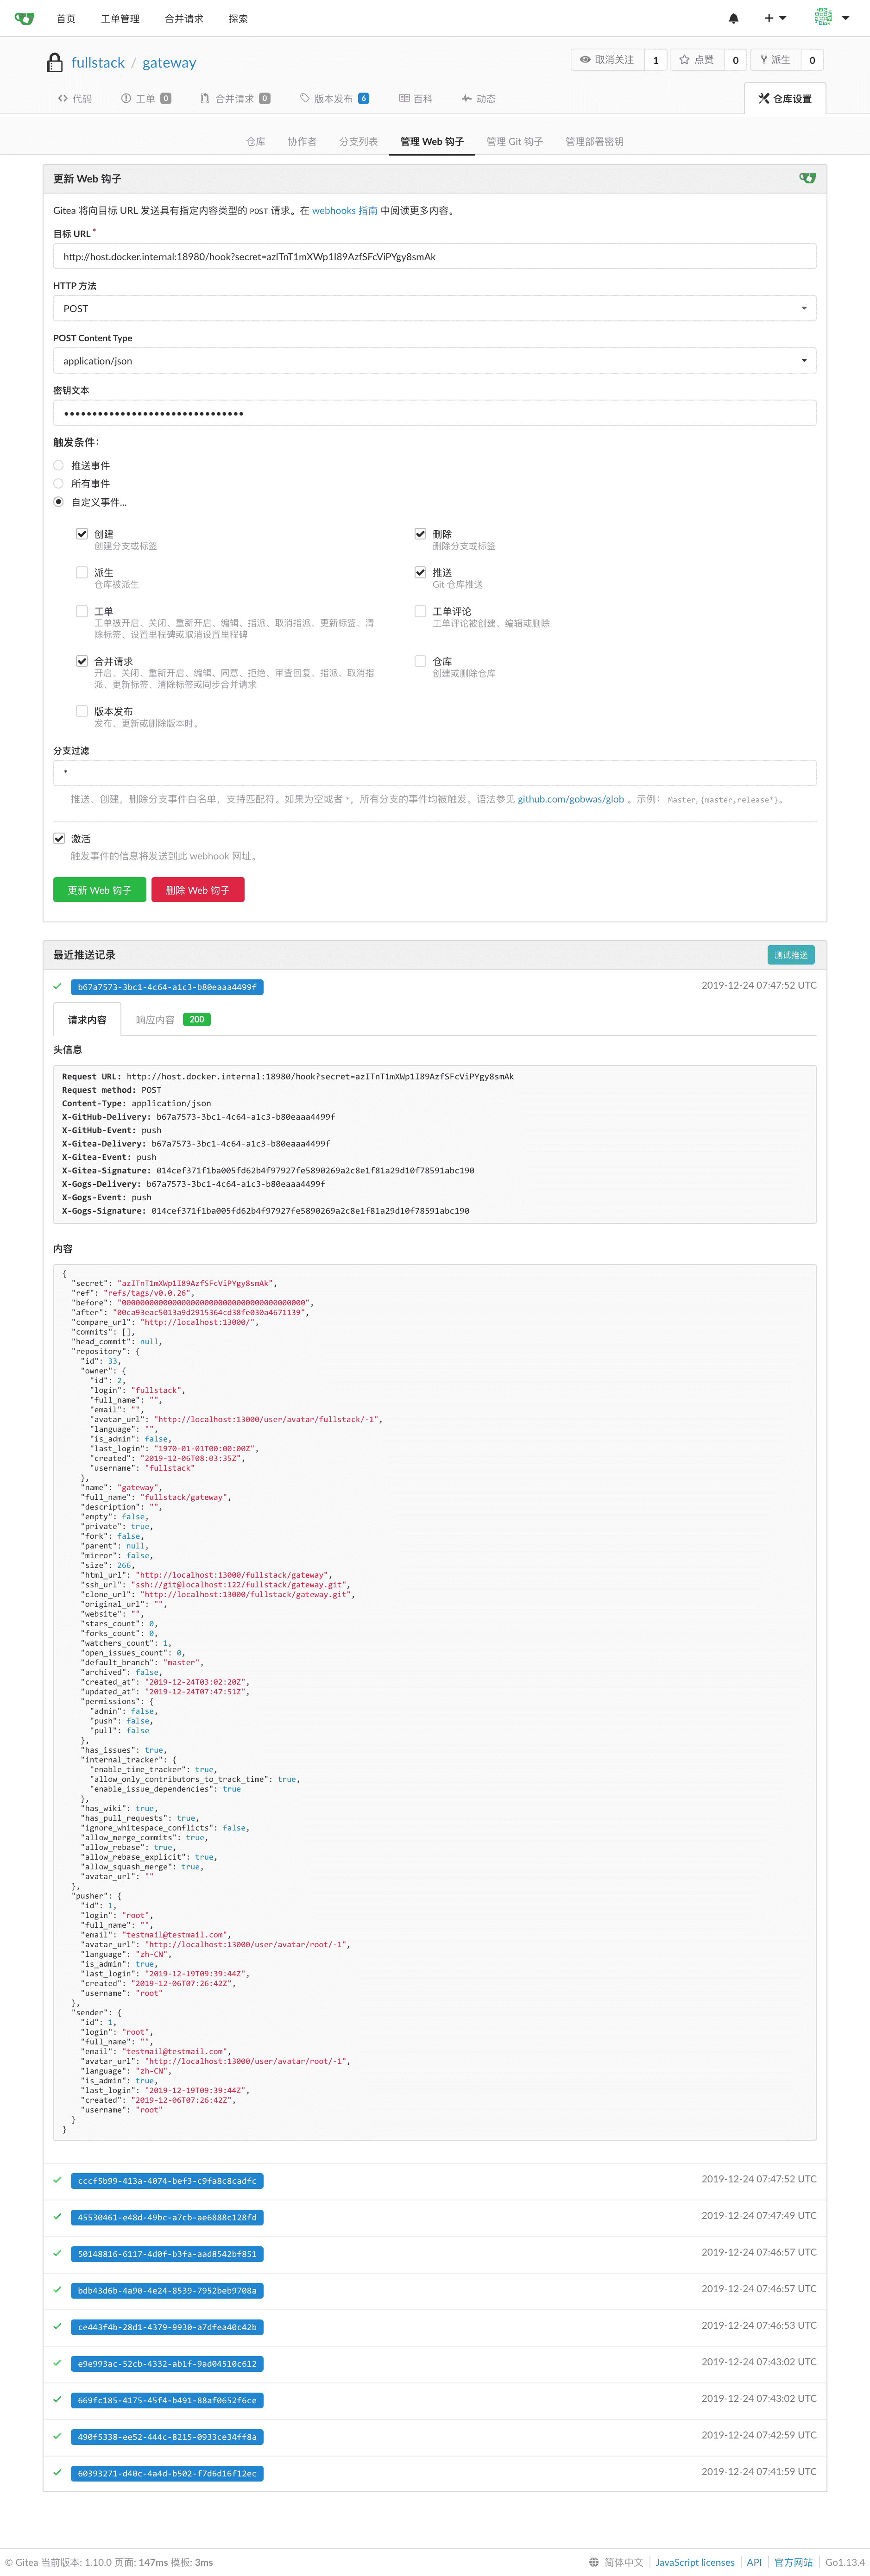 首页 工单管理 合并请求 探索
fullstack / gateway 取消关注 1 点赞 0 派生 0
代码 工单 0 合并请求 0 版本发布 6 百科 动态 仓库设置
仓库 协作者 分支列表 管理 Web 钩子 管理 Git 钩子 管理部署密钥
更新 Web 钩子
Gitea 将向目标 URL 发送具有指定内容类型的 POST 请求。在 webhooks 指南 中阅读更多内容。
目标 URL *
http://host.docker.internal:18980/hook?secret=azITnT1mXWp1I89AzfSFcViPYgy8smAk
HTTP 方法
POST
POST Content Type
application/json
密钥文本
••••••••••••••••••••••••••••••••
触发条件：
推送事件
所有事件
自定义事件...
创建
创建分支或标签
刪除
删除分支或标签
派生
仓库被派生
推送
Git 仓库推送
工单
工单被开启、关闭、重新开启、编辑、指派、取消指派、更新标签、清
除标签、设置里程碑或取消设置里程碑
工单评论
工单评论被创建、编辑或删除
合并请求
开启、关闭、重新开启、编辑、同意、拒绝、审查回复、指派、取消指
派、更新标签、清除标签或同步合并请求
仓库
创建或删除仓库
版本发布
发布、更新或删除版本时。
分支过滤
*
推送、创建，删除分支事件白名单，支持匹配符。如果为空或者 *，所有分支的事件均被触发。语法参见 github.com/gobwas/glob 。示例： Master, {master,release*}。
激活
触发事件的信息将发送到此 webhook 网址。
更新 Web 钩子 删除 Web 钩子
最近推送记录 测试推送
b67a7573-3bc1-4c64-a1c3-b80eaaa4499f 2019-12-24 07:47:52 UTC
请求内容 响应内容 200
头信息
Request URL: http://host.docker.internal:18980/hook?secret=azITnT1mXWp1I89AzfSFcViPYgy8smAk
Request method: POST
Content-Type: application/json
X-GitHub-Delivery: b67a7573-3bc1-4c64-a1c3-b80eaaa4499f
X-GitHub-Event: push
X-Gitea-Delivery: b67a7573-3bc1-4c64-a1c3-b80eaaa4499f
X-Gitea-Event: push
X-Gitea-Signature: 014cef371f1ba005fd62b4f97927fe5890269a2c8e1f81a29d10f78591abc190
X-Gogs-Delivery: b67a7573-3bc1-4c64-a1c3-b80eaaa4499f
X-Gogs-Event: push
X-Gogs-Signature: 014cef371f1ba005fd62b4f97927fe5890269a2c8e1f81a29d10f78591abc190
内容
{
"secret": "azITnT1mXWp1I89AzfSFcViPYgy8smAk",
"ref": "refs/tags/v0.0.26",
"before": "0000000000000000000000000000000000000000",
"after": "00ca93eac5013a9d2915364cd38fe030a4671139",
"compare_url": "http://localhost:13000/",
"commits": [],
"head_commit": null,
"repository": {
"id": 33,
"owner": {
"id": 2,
"login": "fullstack",
"full_name": "",
"email": "",
"avatar_url": "http://localhost:13000/user/avatar/fullstack/-1",
"language": "",
"is_admin": false,
"last_login": "1970-01-01T00:00:00Z",
"created": "2019-12-06T08:03:35Z",
"username": "fullstack"
},
"name": "gateway",
"full_name": "fullstack/gateway",
"description": "",
"empty": false,
"private": true,
"fork": false,
"parent": null,
"mirror": false,
"size": 266,
"html_url": "http://localhost:13000/fullstack/gateway",
"ssh_url": "ssh://git@localhost:122/fullstack/gateway.git",
"clone_url": "http://localhost:13000/fullstack/gateway.git",
"original_url": "",
"website": "",
"stars_count": 0,
"forks_count": 0,
"watchers_count": 1,
"open_issues_count": 0,
"default_branch": "master",
"archived": false,
"created_at": "2019-12-24T03:02:20Z",
"updated_at": "2019-12-24T07:47:51Z",
"permissions": {
"admin": false,
"push": false,
"pull": false
},
"has_issues": true,
"internal_tracker": {
"enable_time_tracker": true,
"allow_only_contributors_to_track_time": true,
"enable_issue_dependencies": true
},
"has_wiki": true,
"has_pull_requests": true,
"ignore_whitespace_conflicts": false,
"allow_merge_commits": true,
"allow_rebase": true,
"allow_rebase_explicit": true,
"allow_squash_merge": true,
"avatar_url": ""
},
"pusher": {
"id": 1,
"login": "root",
"full_name": "",
"email": "testmail@testmail.com",
"avatar_url": "http://localhost:13000/user/avatar/root/-1",
"language": "zh-CN",
"is_admin": true,
"last_login": "2019-12-19T09:39:44Z",
"created": "2019-12-06T07:26:42Z",
"username": "root"
},
"sender": {
"id": 1,
"login": "root",
"full_name": "",
"email": "testmail@testmail.com",
"avatar_url": "http://localhost:13000/user/avatar/root/-1",
"language": "zh-CN",
"is_admin": true,
"last_login": "2019-12-19T09:39:44Z",
"created": "2019-12-06T07:26:42Z",
"username": "root"
}
}
cccf5b99-413a-4074-bef3-c9fa8c8cadfc 2019-12-24 07:47:52 UTC
45530461-e48d-49bc-a7cb-ae6888c128fd 2019-12-24 07:47:49 UTC
50148816-6117-4d0f-b3fa-aad8542bf851 2019-12-24 07:46:57 UTC
bdb43d6b-4a90-4e24-8539-7952beb9708a 2019-12-24 07:46:57 UTC
ce443f4b-28d1-4379-9930-a7dfea40c42b 2019-12-24 07:46:53 UTC
e9e993ac-52cb-4332-ab1f-9ad04510c612 2019-12-24 07:43:02 UTC
669fc185-4175-45f4-b491-88af0652f6ce 2019-12-24 07:43:02 UTC
490f5338-ee52-444c-8215-0933ce34ff8a 2019-12-24 07:42:59 UTC
60393271-d40c-4a4d-b502-f7d6d16f12ec 2019-12-24 07:41:59 UTC
© Gitea 当前版本: 1.10.0 页面: 147ms 模板: 3ms 简体中文 JavaScript licenses API 官方网站 Go1.13.4